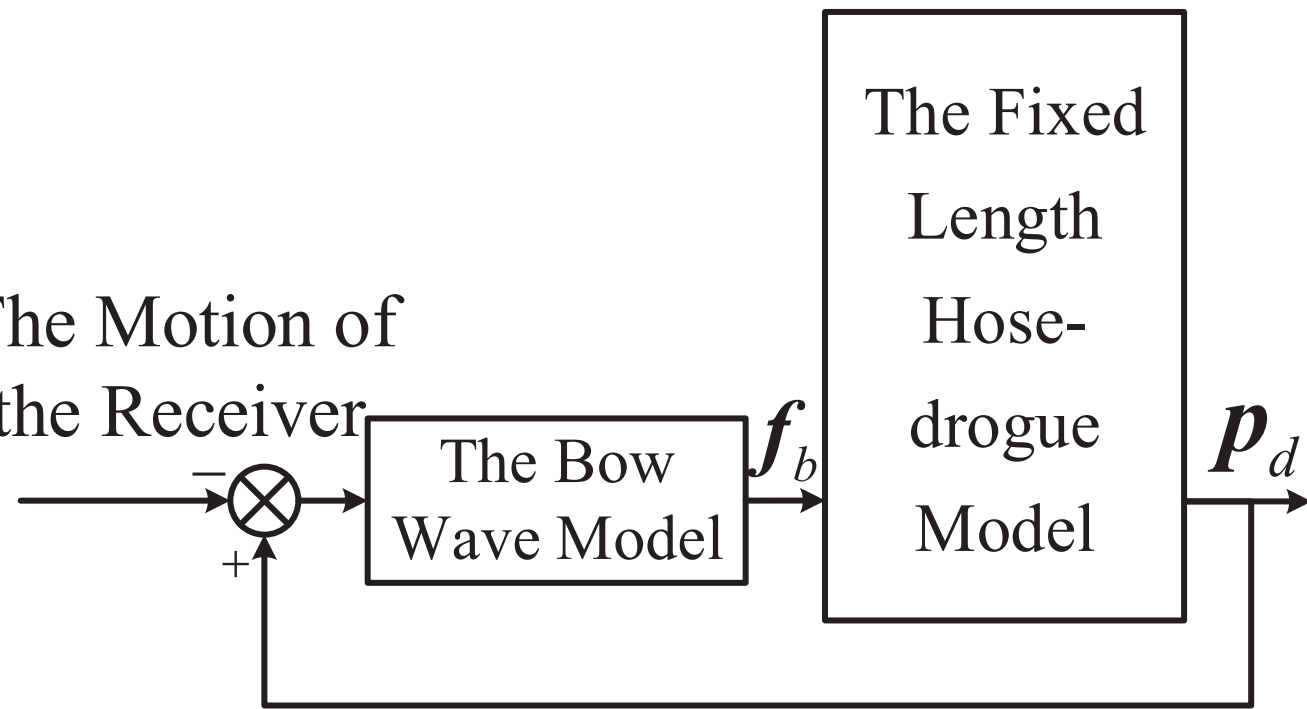 The Motion of
the Receiver
−
+
The Bow
Wave Model
f_b
The Fixed
Length
Hose-
drogue
Model
p_d